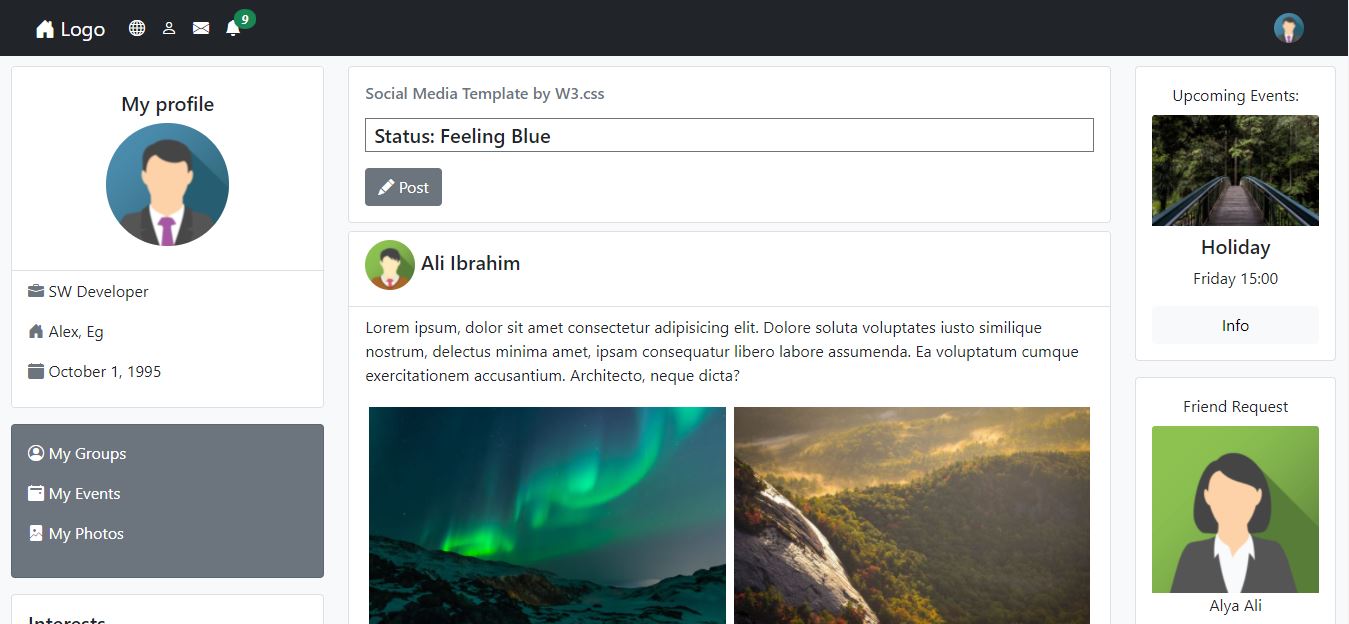 Logo
9
My profile
SW Developer
Alex, Eg
October 1, 1995
My Groups
My Events
My Photos
Interests
Social Media Template by W3.css
Status: Feeling Blue
Post
Ali Ibrahim
Lorem ipsum, dolor sit amet consectetur adipisicing elit. Dolore soluta voluptates iusto similique
nostrum, delectus minima amet, ipsam consequatur libero labore assumenda. Ea voluptatum cumque
exercitationem accusantium. Architecto, neque dicta?
Upcoming Events:
Holiday
Friday 15:00
Info
Friend Request
Alya Ali